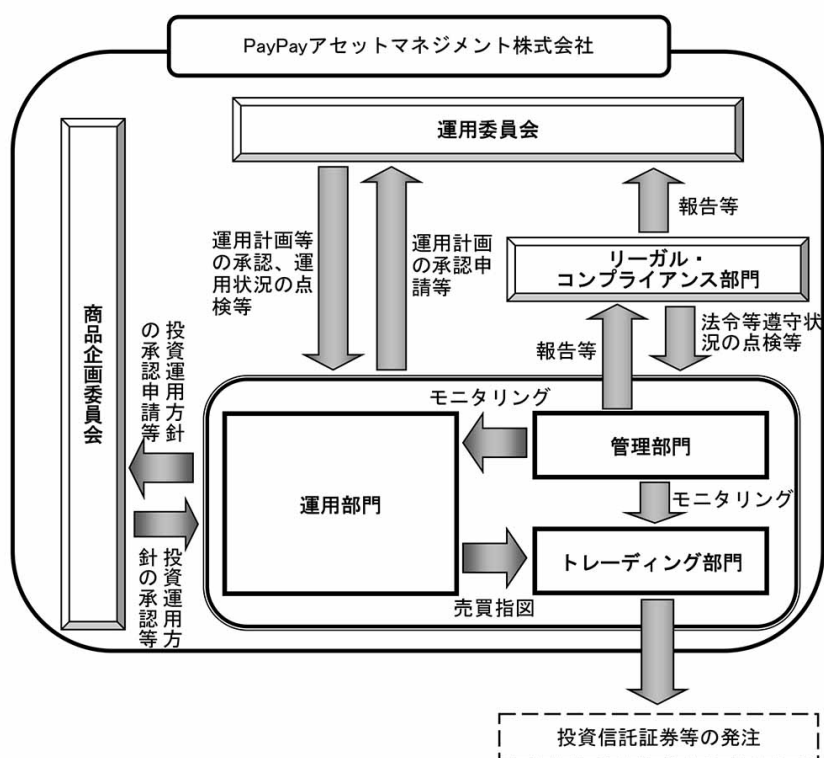 PayPayアセットマネジメント株式会社
運用委員会
運用計画等
の承認、運
用状況の点
検等
運用計画
の承認申
請等
報告等
リーガル・
コンプライアンス部門
報告等
法令等遵守状
況の点検等
商品企画委員会
投資運用方針
の承認申請等
投資運用方
針の承認等
モニタリング
運用部門
管理部門
モニタリング
トレーディング部門
売買指図
投資信託証券等の発注